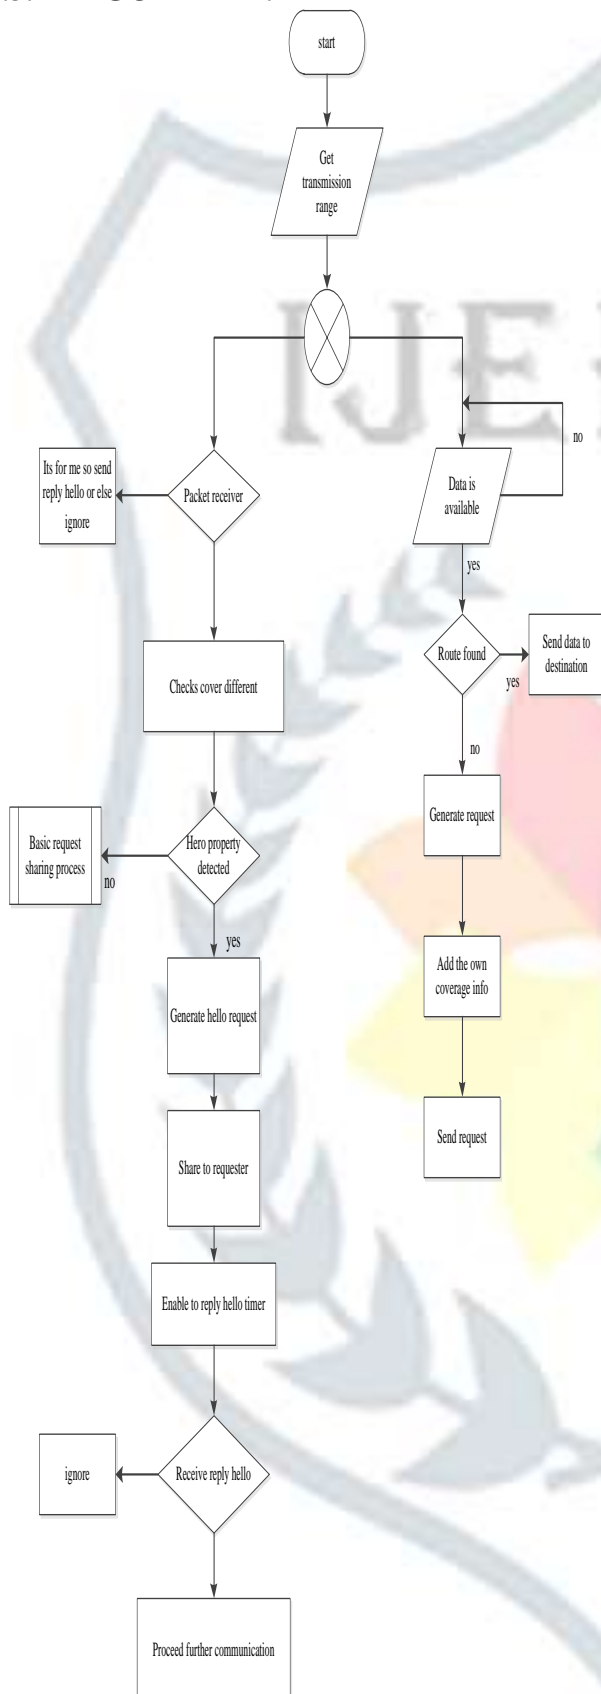 start
Get
transmission
range
IJE
no
Its for me so send
reply hello or else
ignore
Packet receiver
Data is
available
yes
Route found
Send data to
destination
yes
Checks cover different
no
Generate request
Basic request
sharing process
no
Hero property
detected
yes
Add the own
coverage info
Generate hello request
Send request
Share to requester
Enable to reply hello timer
ignore
Receive reply hello
Proceed further communication